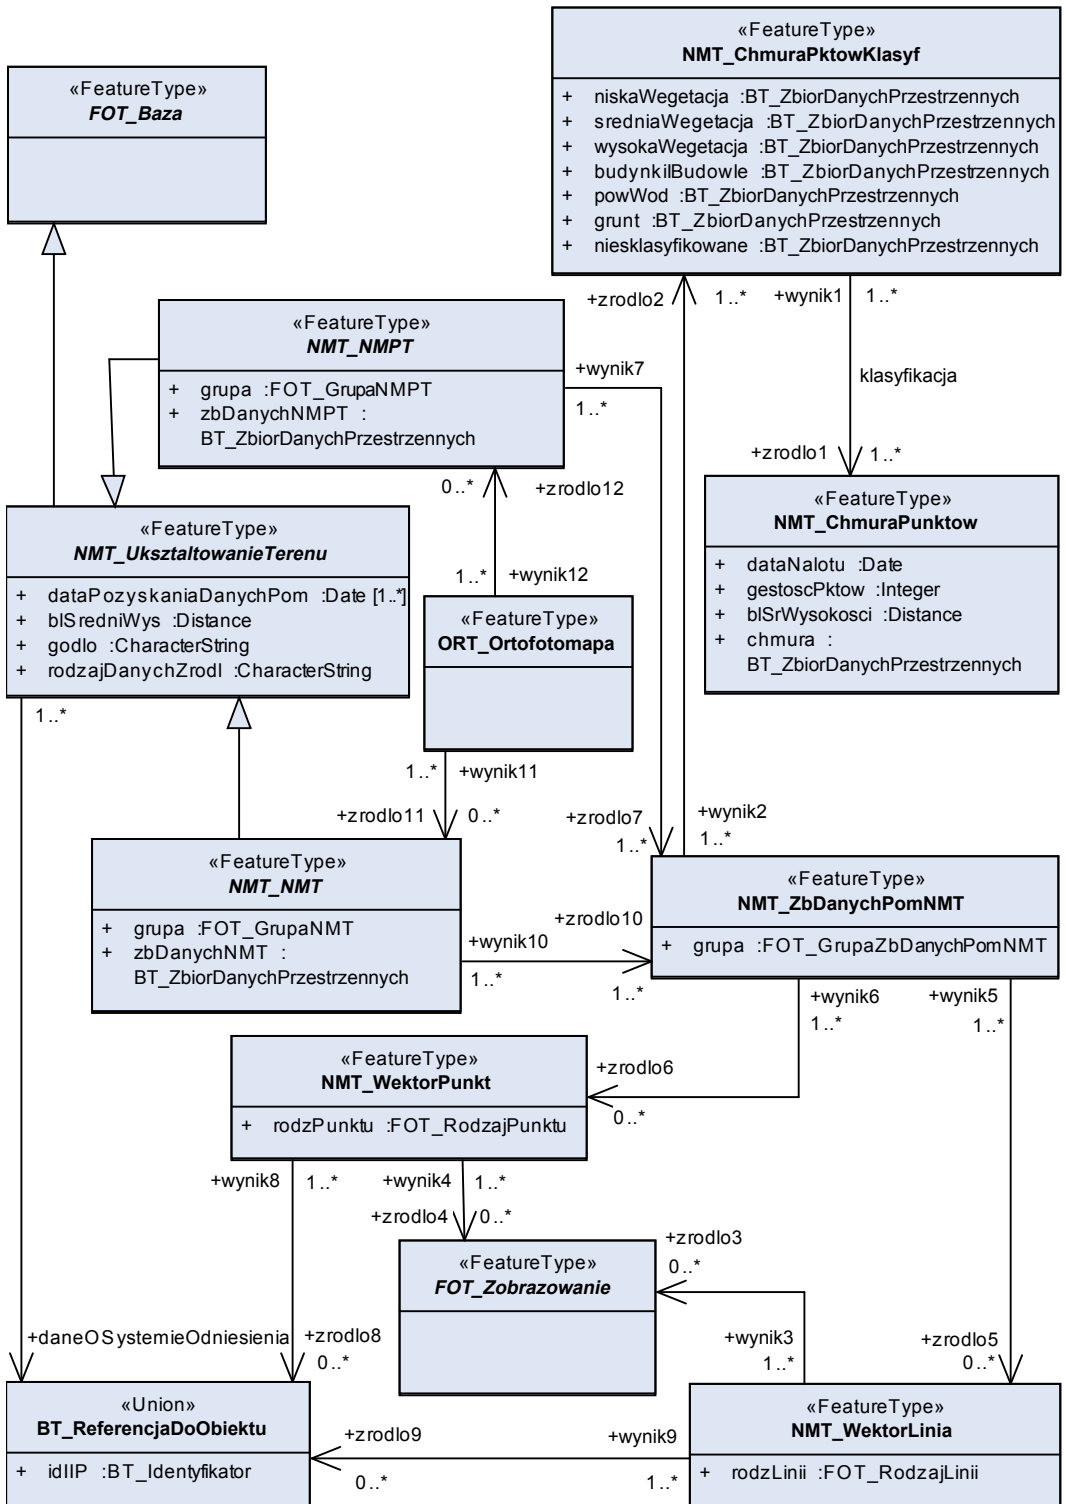 «FeatureType»
NMT_ChmuraPktowKlasyf
+ niskaWegetacja :BT_ZbiorDanychPrzestrzennych
+ sredniaWegetacja :BT_ZbiorDanychPrzestrzennych
+ wysokaWegetacja :BT_ZbiorDanychPrzestrzennych
+ budynkiIBudowle :BT_ZbiorDanychPrzestrzennych
+ powWod :BT_ZbiorDanychPrzestrzennych
+ grunt :BT_ZbiorDanychPrzestrzennych
+ niesklasyfikowane :BT_ZbiorDanychPrzestrzennych
«FeatureType»
FOT_Baza
+zrodlo2 1..* +wynik1 1..*
«FeatureType»
NMT_NMPT
+ grupa :FOT_GrupaNMPT
+ zbDanychNMPT :
BT_ZbiorDanychPrzestrzennych
+wynik7
1..*
klasyfikacja
+zrodlo1 1..*
0..* +zrodlo12
«FeatureType»
NMT_ChmuraPunktow
+ dataNalotu :Date
+ gestoscPktow :Integer
+ blSrWysokosci :Distance
+ chmura :
BT_ZbiorDanychPrzestrzennych
«FeatureType»
NMT_UksztaltowanieTerenu
+ dataPozyskaniaDanychPom :Date [1..*]
+ blSredniWys :Distance
+ godlo :CharacterString
+ rodzajDanychZrodl :CharacterString
1..* +wynik12
«FeatureType»
ORT_Ortofotomapa
1..*
1..* +wynik11
+zrodlo11 0..*
+zrodlo7
1..*
+wynik2
1..*
«FeatureType»
NMT_NMT
+ grupa :FOT_GrupaNMT
+ zbDanychNMT :
BT_ZbiorDanychPrzestrzennych
+wynik10
1..*
+zrodlo10
1..*
«FeatureType»
NMT_ZbDanychPomNMT
+ grupa :FOT_GrupaZbDanychPomNMT
+wynik6
1..*
+wynik5
1..*
«FeatureType»
NMT_WektorPunkt
+ rodzPunktu :FOT_RodzajPunktu
+zrodlo6
0..*
+wynik8 1..* +wynik4 1..*
+zrodlo4 0..*
«FeatureType»
FOT_Zobrazowanie
+zrodlo3
0..*
+wynik3
1..*
+zrodlo5
0..*
+daneOSystemieOdniesienia
+zrodlo8
0..*
«Union»
BT_ReferencjaDoObiektu
+ idIIP :BT_Identyfikator
+zrodlo9
0..*
+wynik9
1..*
«FeatureType»
NMT_WektorLinia
+ rodzLinii :FOT_RodzajLinii